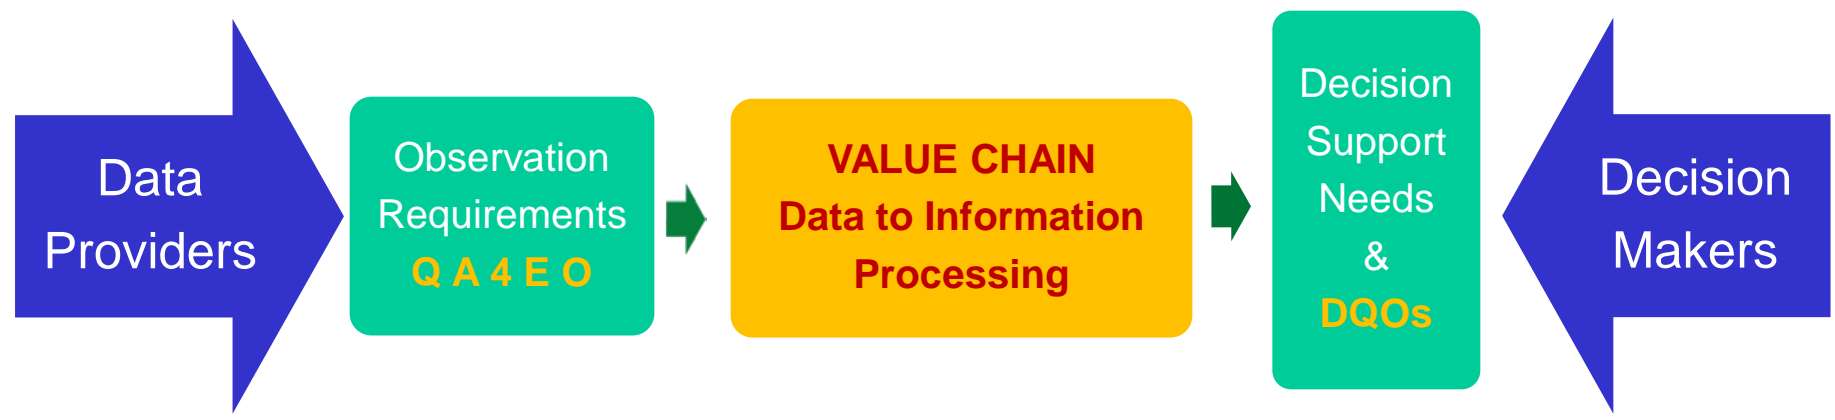 Data
Providers
Observation
Requirements
Q A 4 E O
VALUE CHAIN
Data to Information
Processing
Decision
Support
Needs
&
DQOs
Decision
Makers